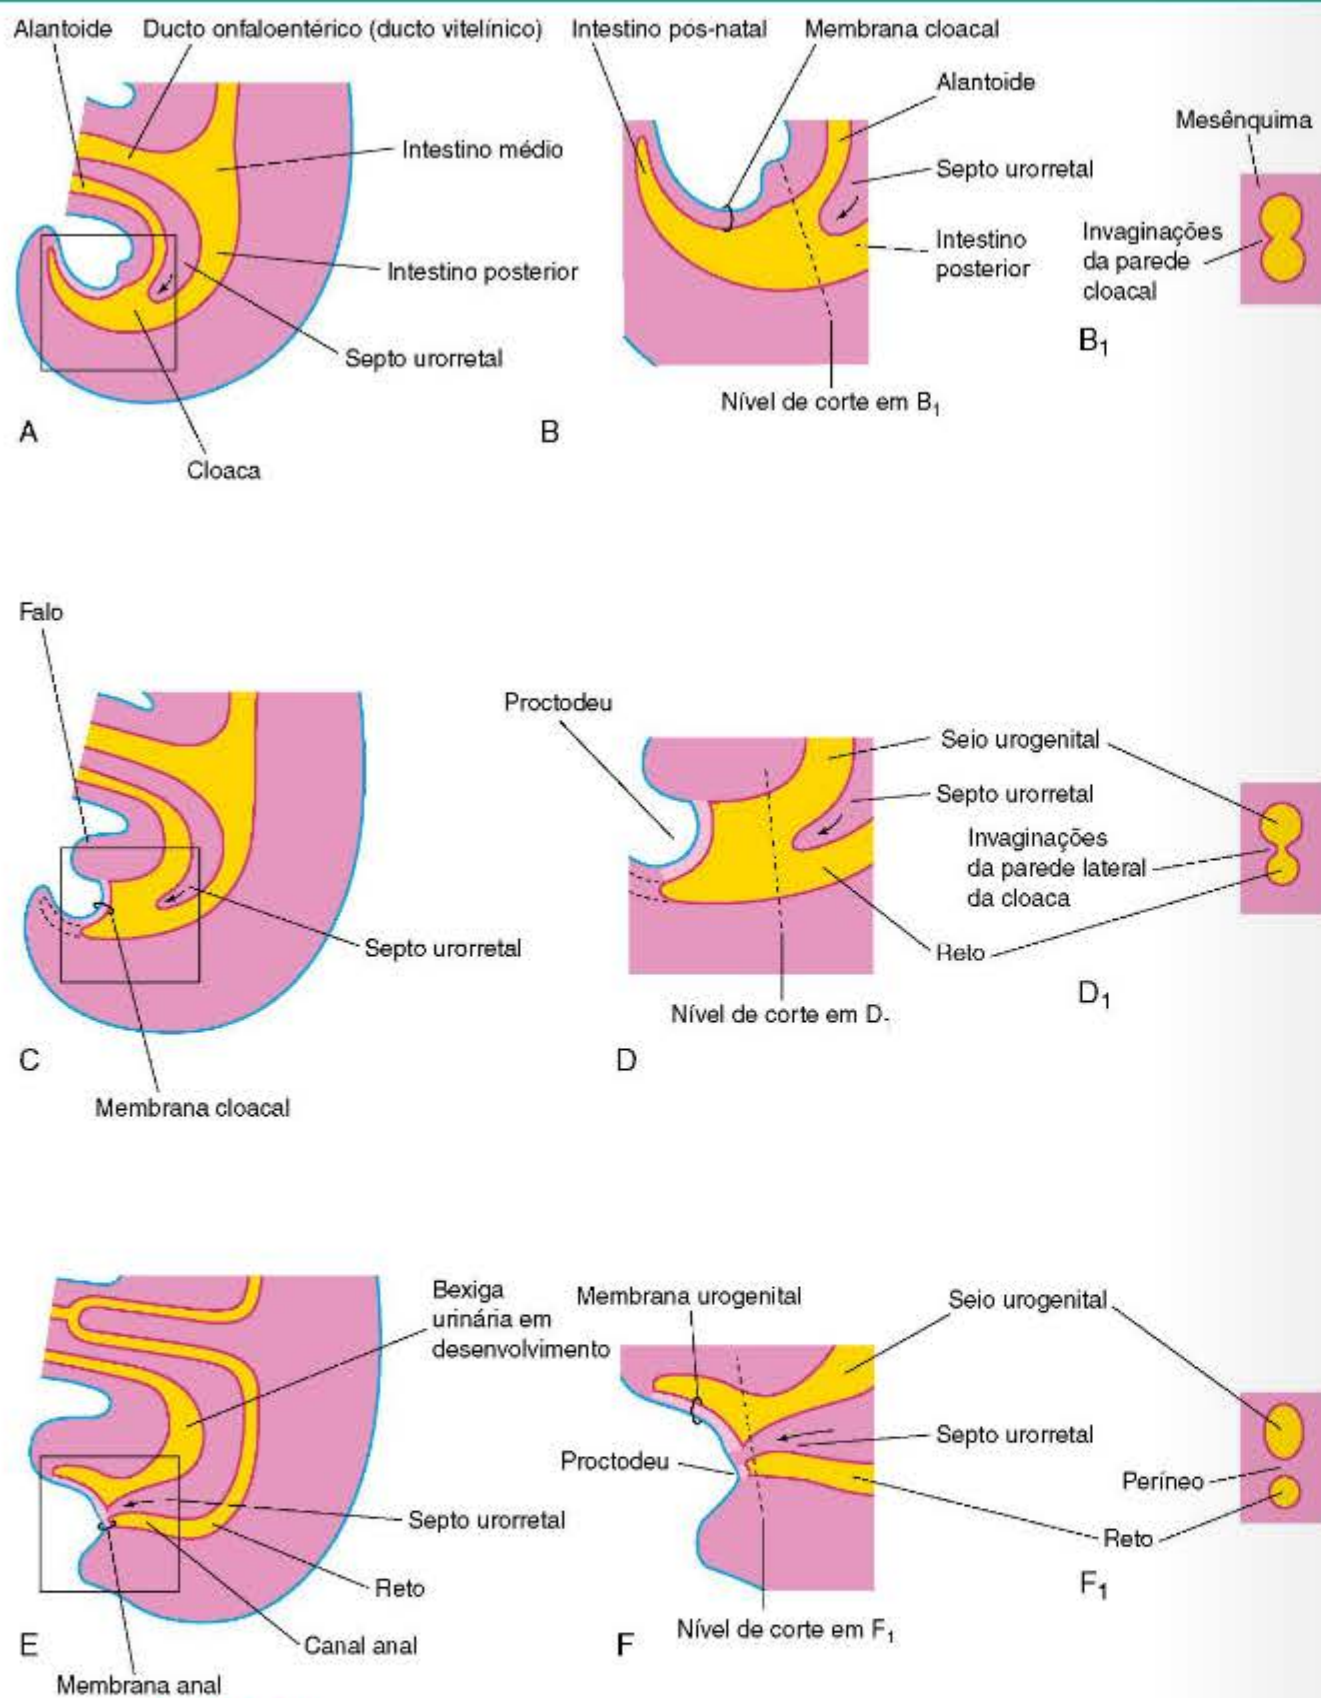 Alantoide
Ducto onfaloentérico (ducto vitelínico)
Intestino médio
Intestino posterior
Septo urorretal
Cloaca
A
Intestino pós-natal
Membrana cloacal
Alantoide
Septo urorretal
Intestino
posterior
Nível de corte em B1
B
Mesênquima
Invaginações
da parede
cloacal
B1
Falo
Septo urorretal
Membrana cloacal
C
Proctodeu
Seio urogenital
Septo urorretal
Invaginações
da parede lateral
da cloaca
Reto
Nível de corte em D1
D
D1
Bexiga
urinária em
desenvolvimento
Septo urorretal
Reto
Canal anal
Membrana anal
E
Membrana urogenital
Seio urogenital
Proctodeu
Septo urorretal
Períneo
Reto
Nível de corte em F1
F
F1